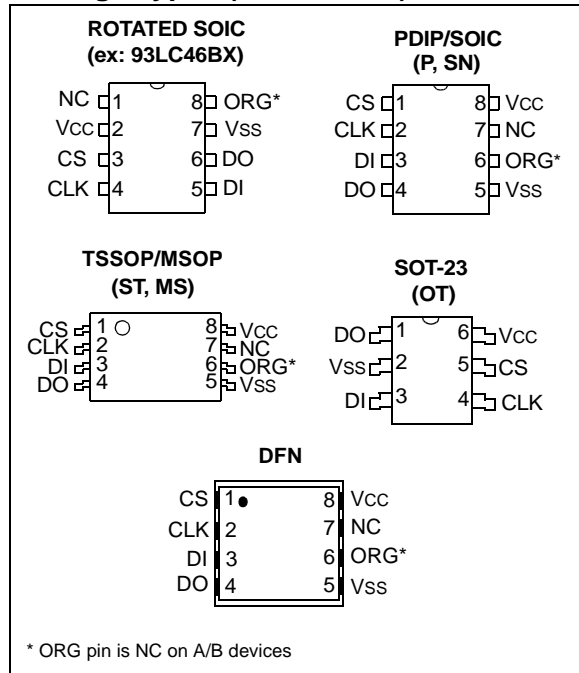 ROTATED SOIC
(ex: 93LC46BX)
NC 1 8 ORG*
VCC 2 7 VSS
CS 3 6 DO
CLK 4 5 DI
PDIP/SOIC
(P, SN)
CS 1 8 VCC
CLK 2 7 NC
DI 3 6 ORG*
DO 4 5 VSS
TSSOP/MSOP
(ST, MS)
CS 1 8 VCC
CLK 2 7 NC
DI 3 6 ORG*
DO 4 5 VSS
SOT-23
(OT)
DO 1 6 VCC
VSS 2 5 CS
DI 3 4 CLK
DFN
CS 1 8 VCC
CLK 2 7 NC
DI 3 6 ORG*
DO 4 5 VSS
* ORG pin is NC on A/B devices